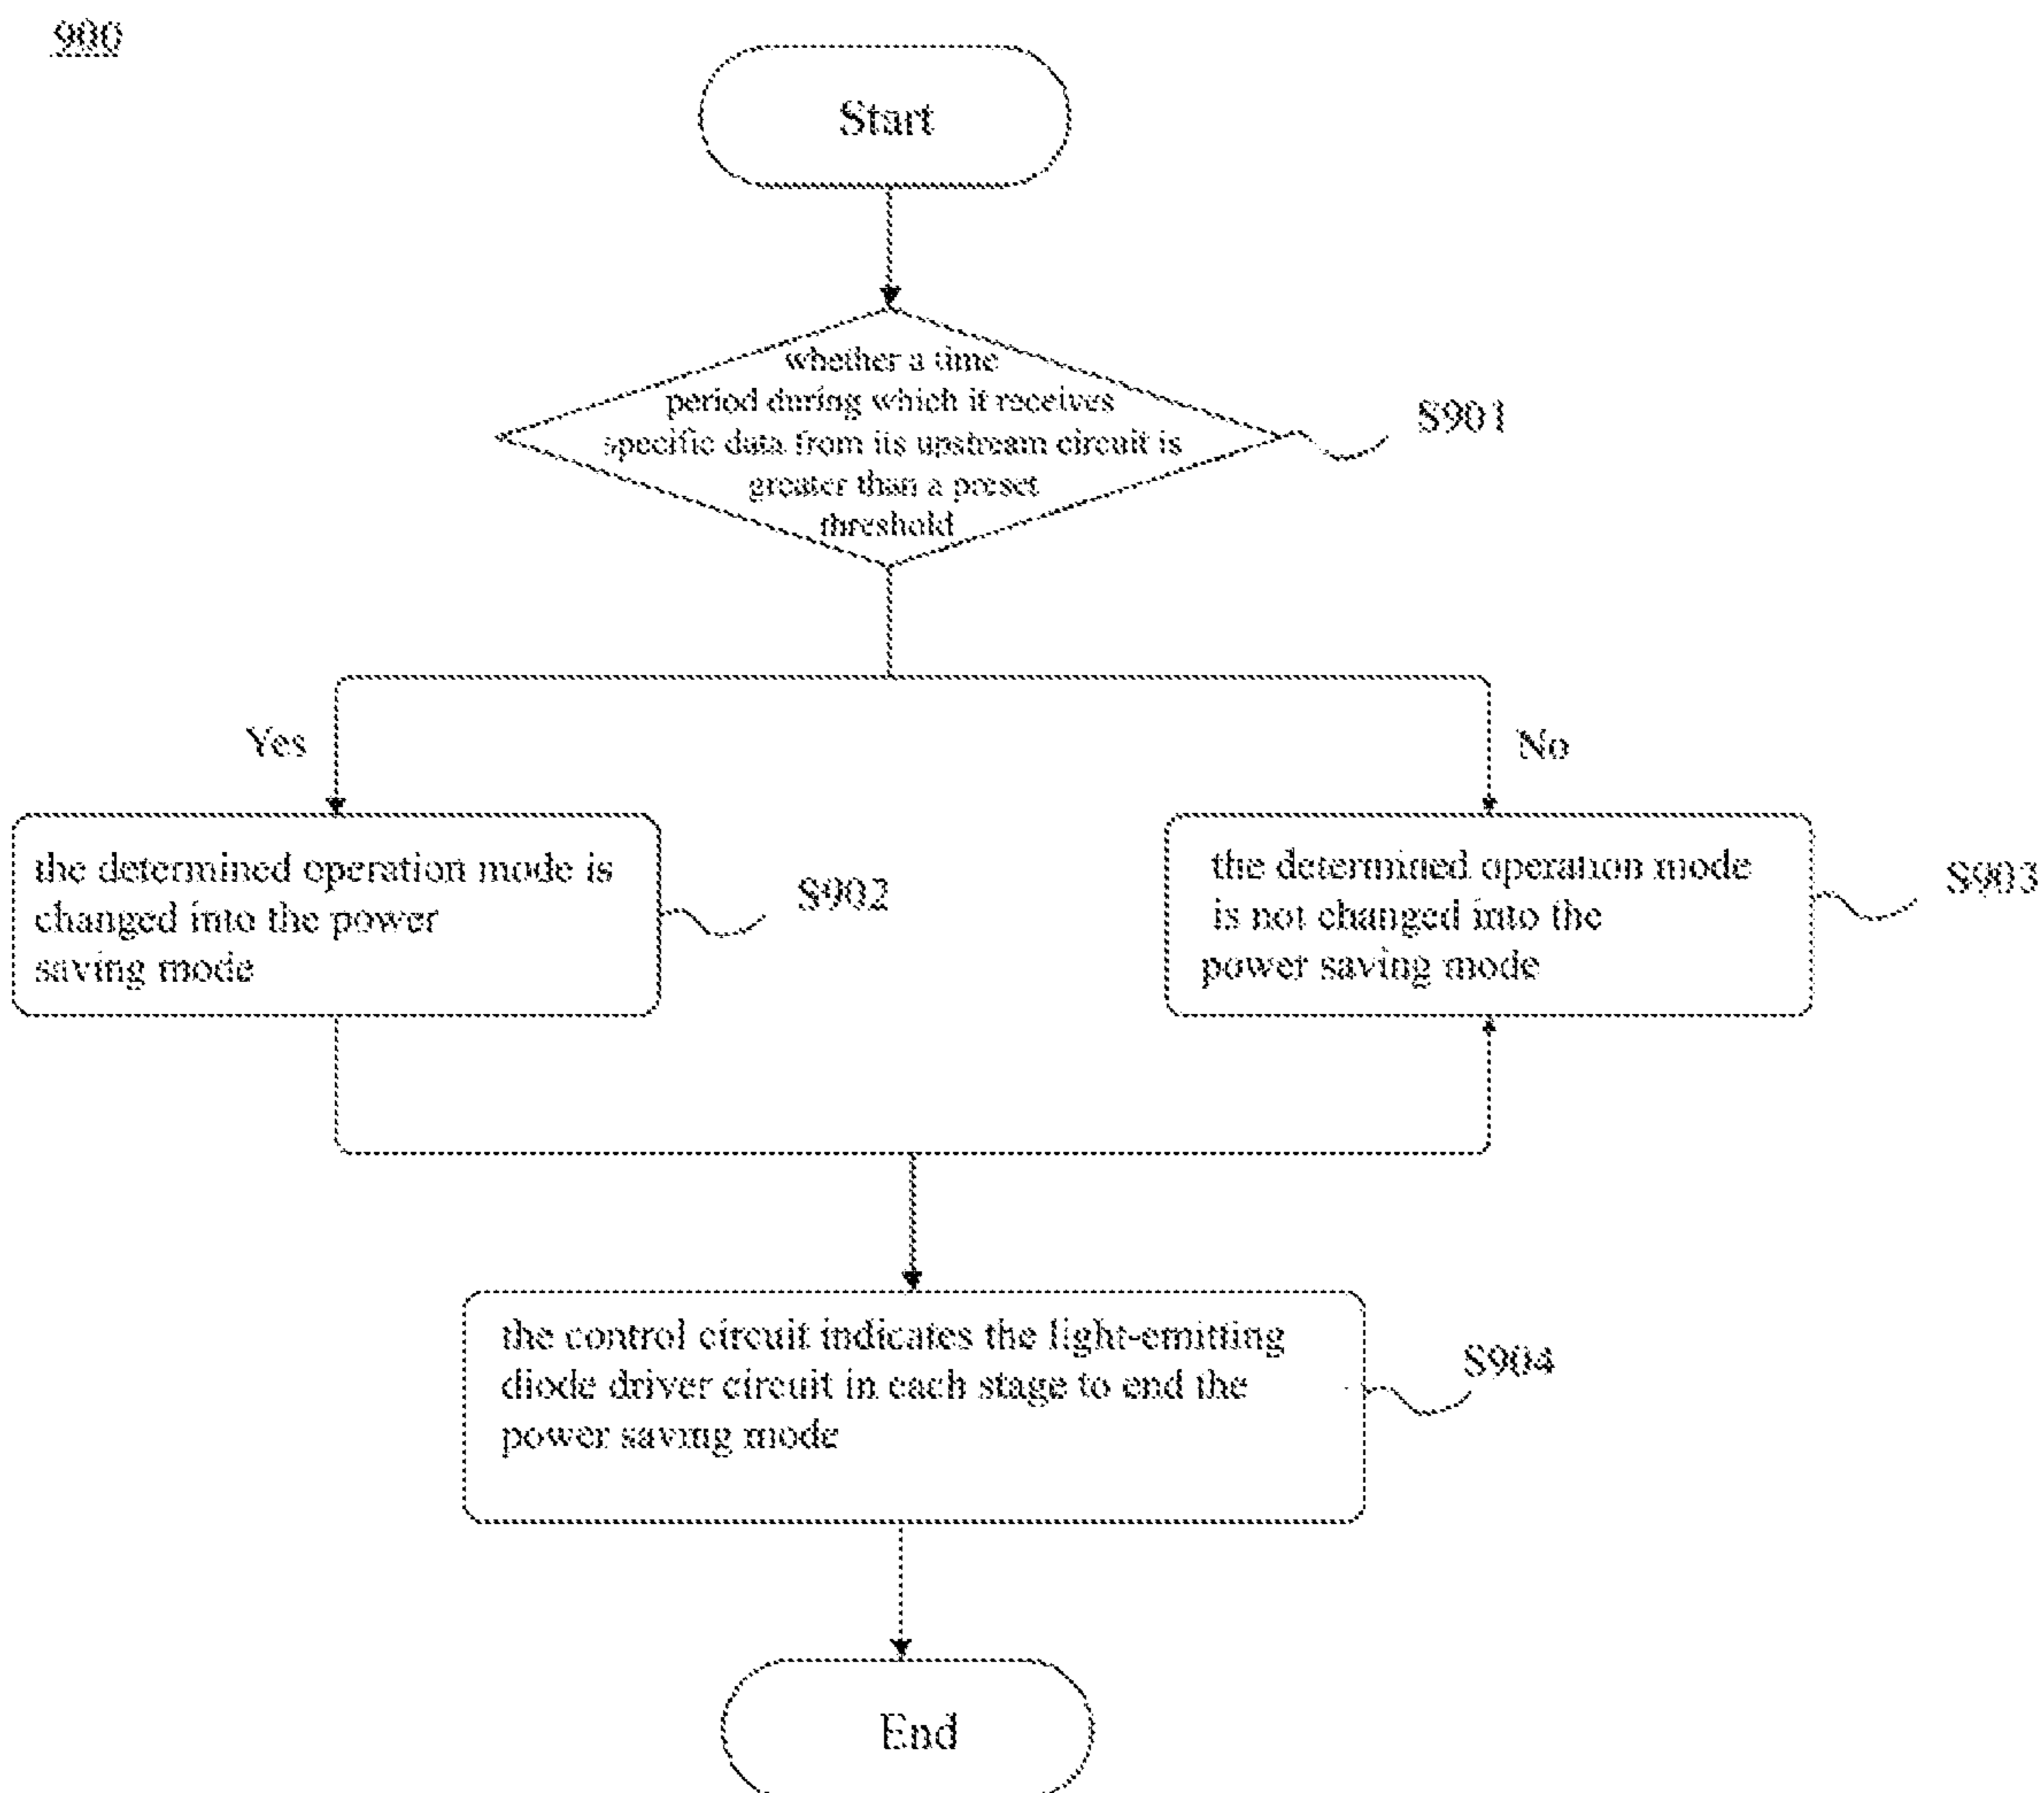 900
Start
whether a time
period during which it receives
specific data from its upstream circuit is
greater than a preset
threshold
S901
Yes
No
the determined operation mode is
changed into the power
saving mode
S902
the determined operation mode
is not changed into the
power saving mode
S903
the control circuit indicates the light-emitting
diode driver circuit in each stage to end the
power saving mode
S904
End